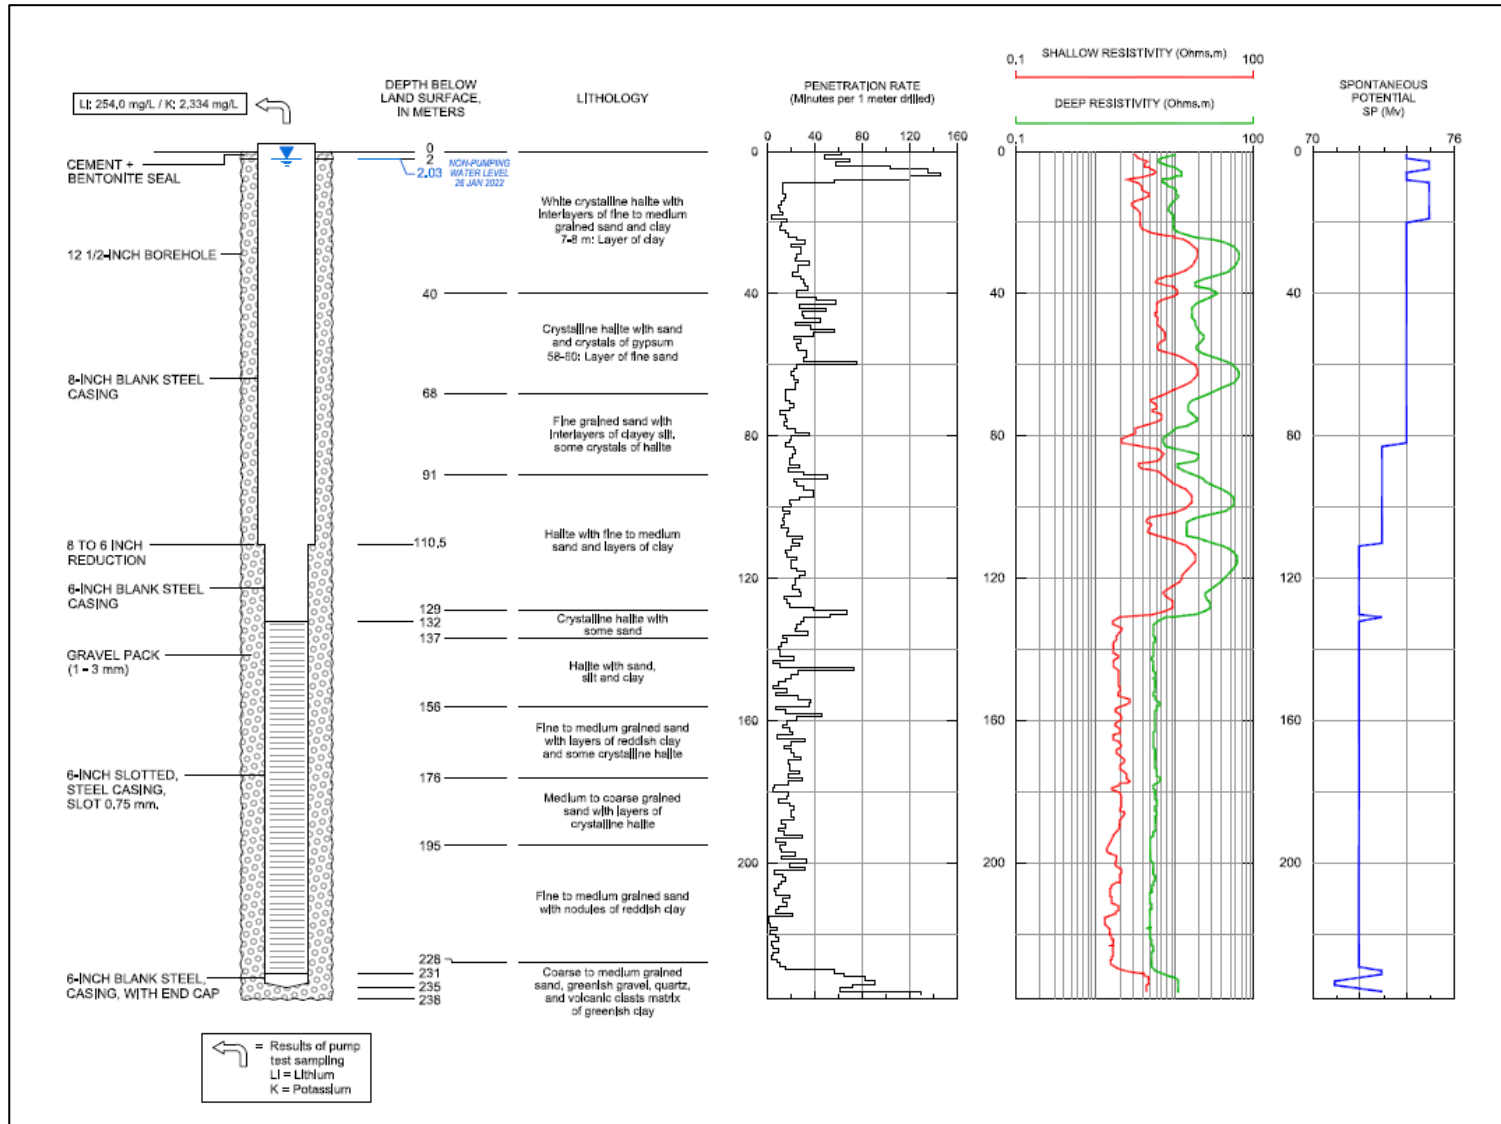 LI: 254.0 mg/L / K: 2,334 mg/L
DEPTH BELOW
LAND SURFACE,
IN METERS
LITHOLOGY
PENETRATION RATE
(Minutes per 1 meter drilled)
0 40 80 120 160
0.1 SHALLOW RESISTIVITY (Ohms.m) 100
DEEP RESISTIVITY (Ohms.m)
0.1 100
SPONTANEOUS
POTENTIAL
SP (Mv)
70 76
CEMENT +
BENTONITE SEAL
12 1/2-INCH BOREHOLE
8-INCH BLANK STEEL
CASING
8 TO 6 INCH
REDUCTION
6-INCH BLANK STEEL
CASING
GRAVEL PACK
(1 - 3 mm)
6-INCH SLOTTED,
STEEL CASING,
SLOT 0.75 mm.
6-INCH BLANK STEEL,
CASING, WITH END CAP
0
2
2.03
NON-PUMPING
WATER LEVEL
26 JAN 2022
40
68
91
110.5
129
132
137
156
176
195
228
231
235
238
White crystalline halite with
interlayers of fine to medium
grained sand and clay
7-8 m: Layer of clay
Crystalline halite with sand
and crystals of gypsum
58-60: Layer of fine sand
Fine grained sand with
interlayers of clayey silt,
some crystals of halite
Halite with fine to medium
sand and layers of clay
Crystalline halite with
some sand
Halite with sand,
silt and clay
Fine to medium grained sand
with layers of reddish clay
and some crystalline halite
Medium to coarse grained
sand with layers of
crystalline halite
Fine to medium grained sand
with nodules of reddish clay
Coarse to medium grained
sand, greenish gravel, quartz,
and volcanic clasts matrix
of greenish clay
0
40
80
120
160
200
0
40
80
120
160
200
0
40
80
120
160
200
= Results of pump
test sampling
LI = Lithium
K = Potassium